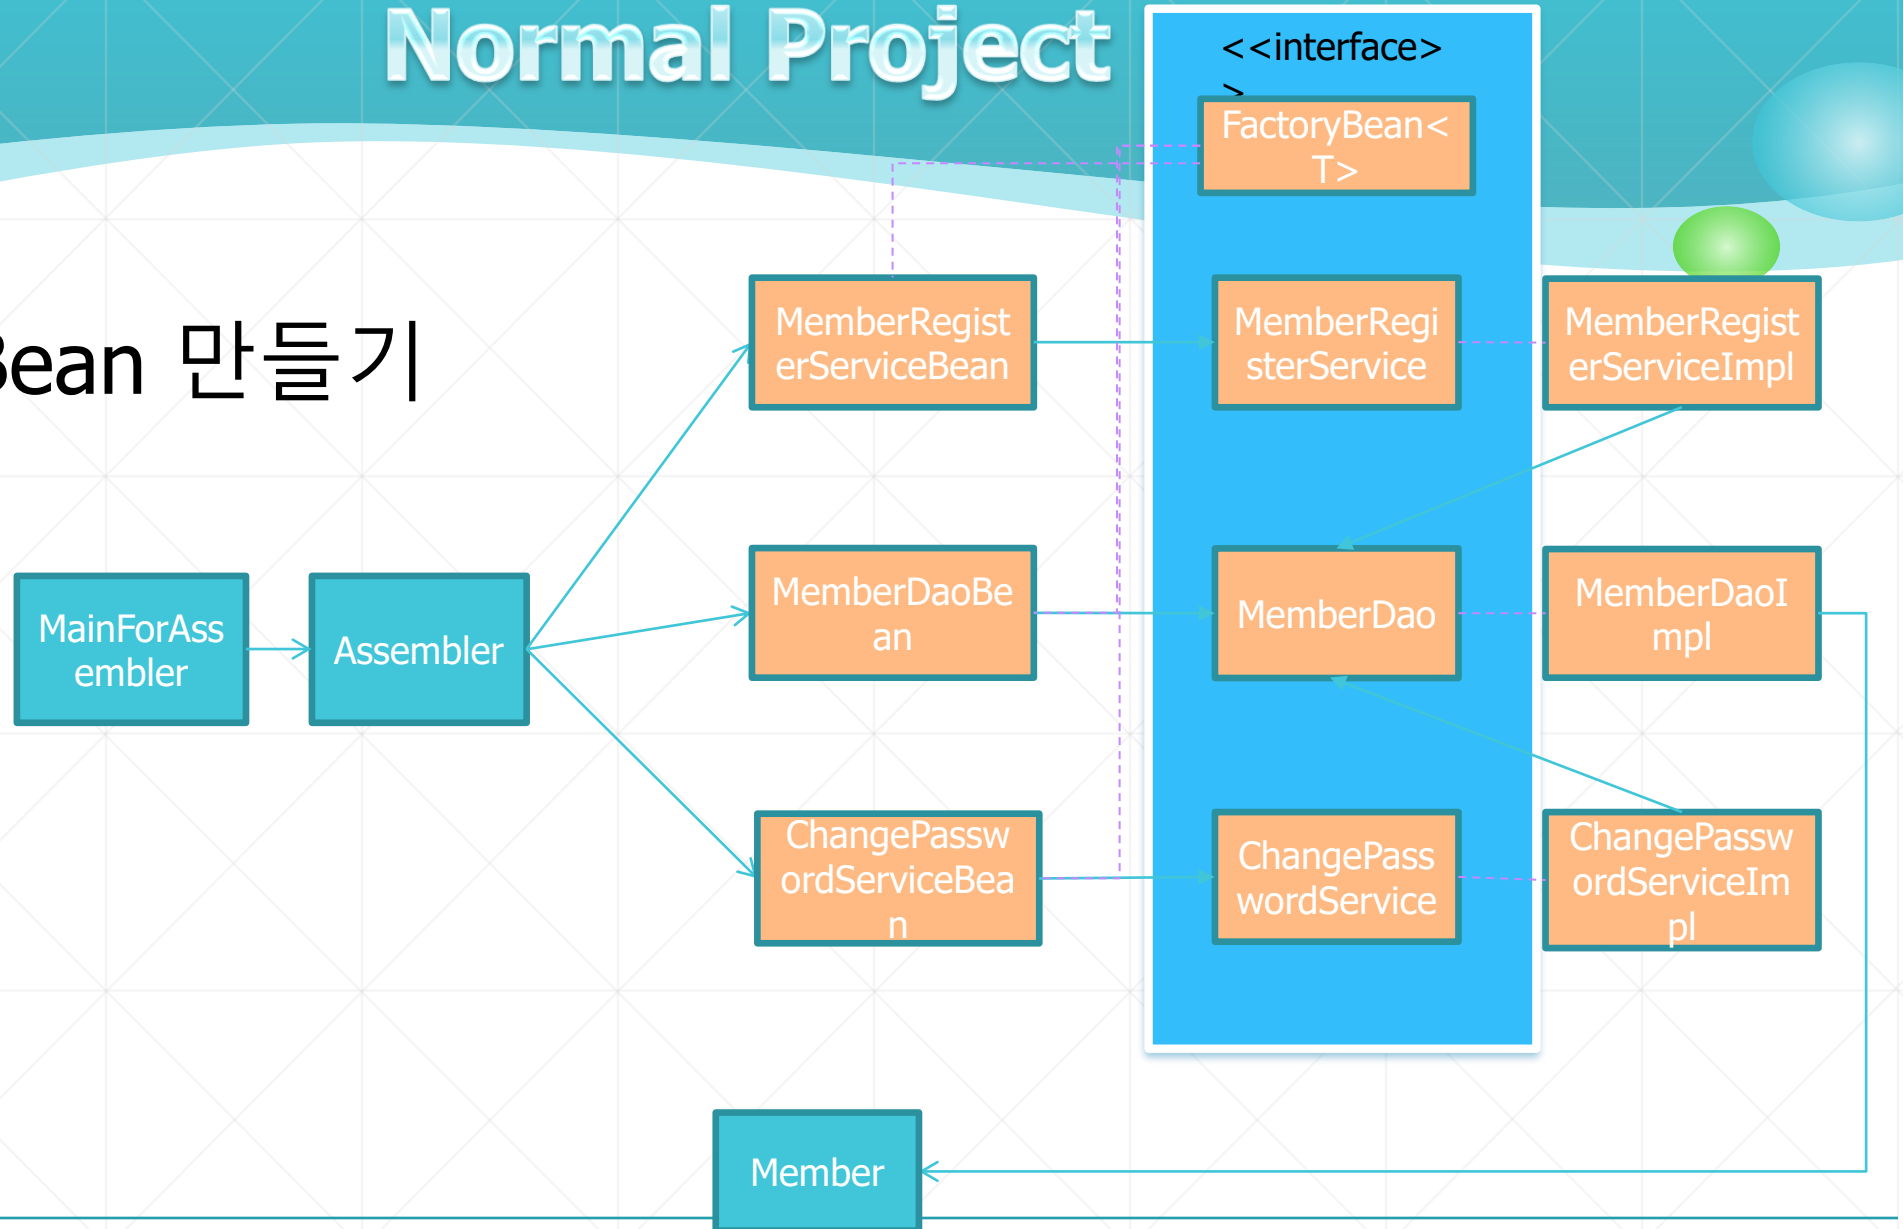 Normal Project
<<interface>
>
FactoryBean<
T>
Bean 만들기
MemberRegist
erServiceBean
MemberRegi
sterService
MemberRegist
erServiceImpl
MainForAss
embler
Assembler
MemberDaoBe
an
MemberDao
MemberDaoI
mpl
ChangePassw
ordServiceBea
n
ChangePass
wordService
ChangePassw
ordServiceIm
pl
Member